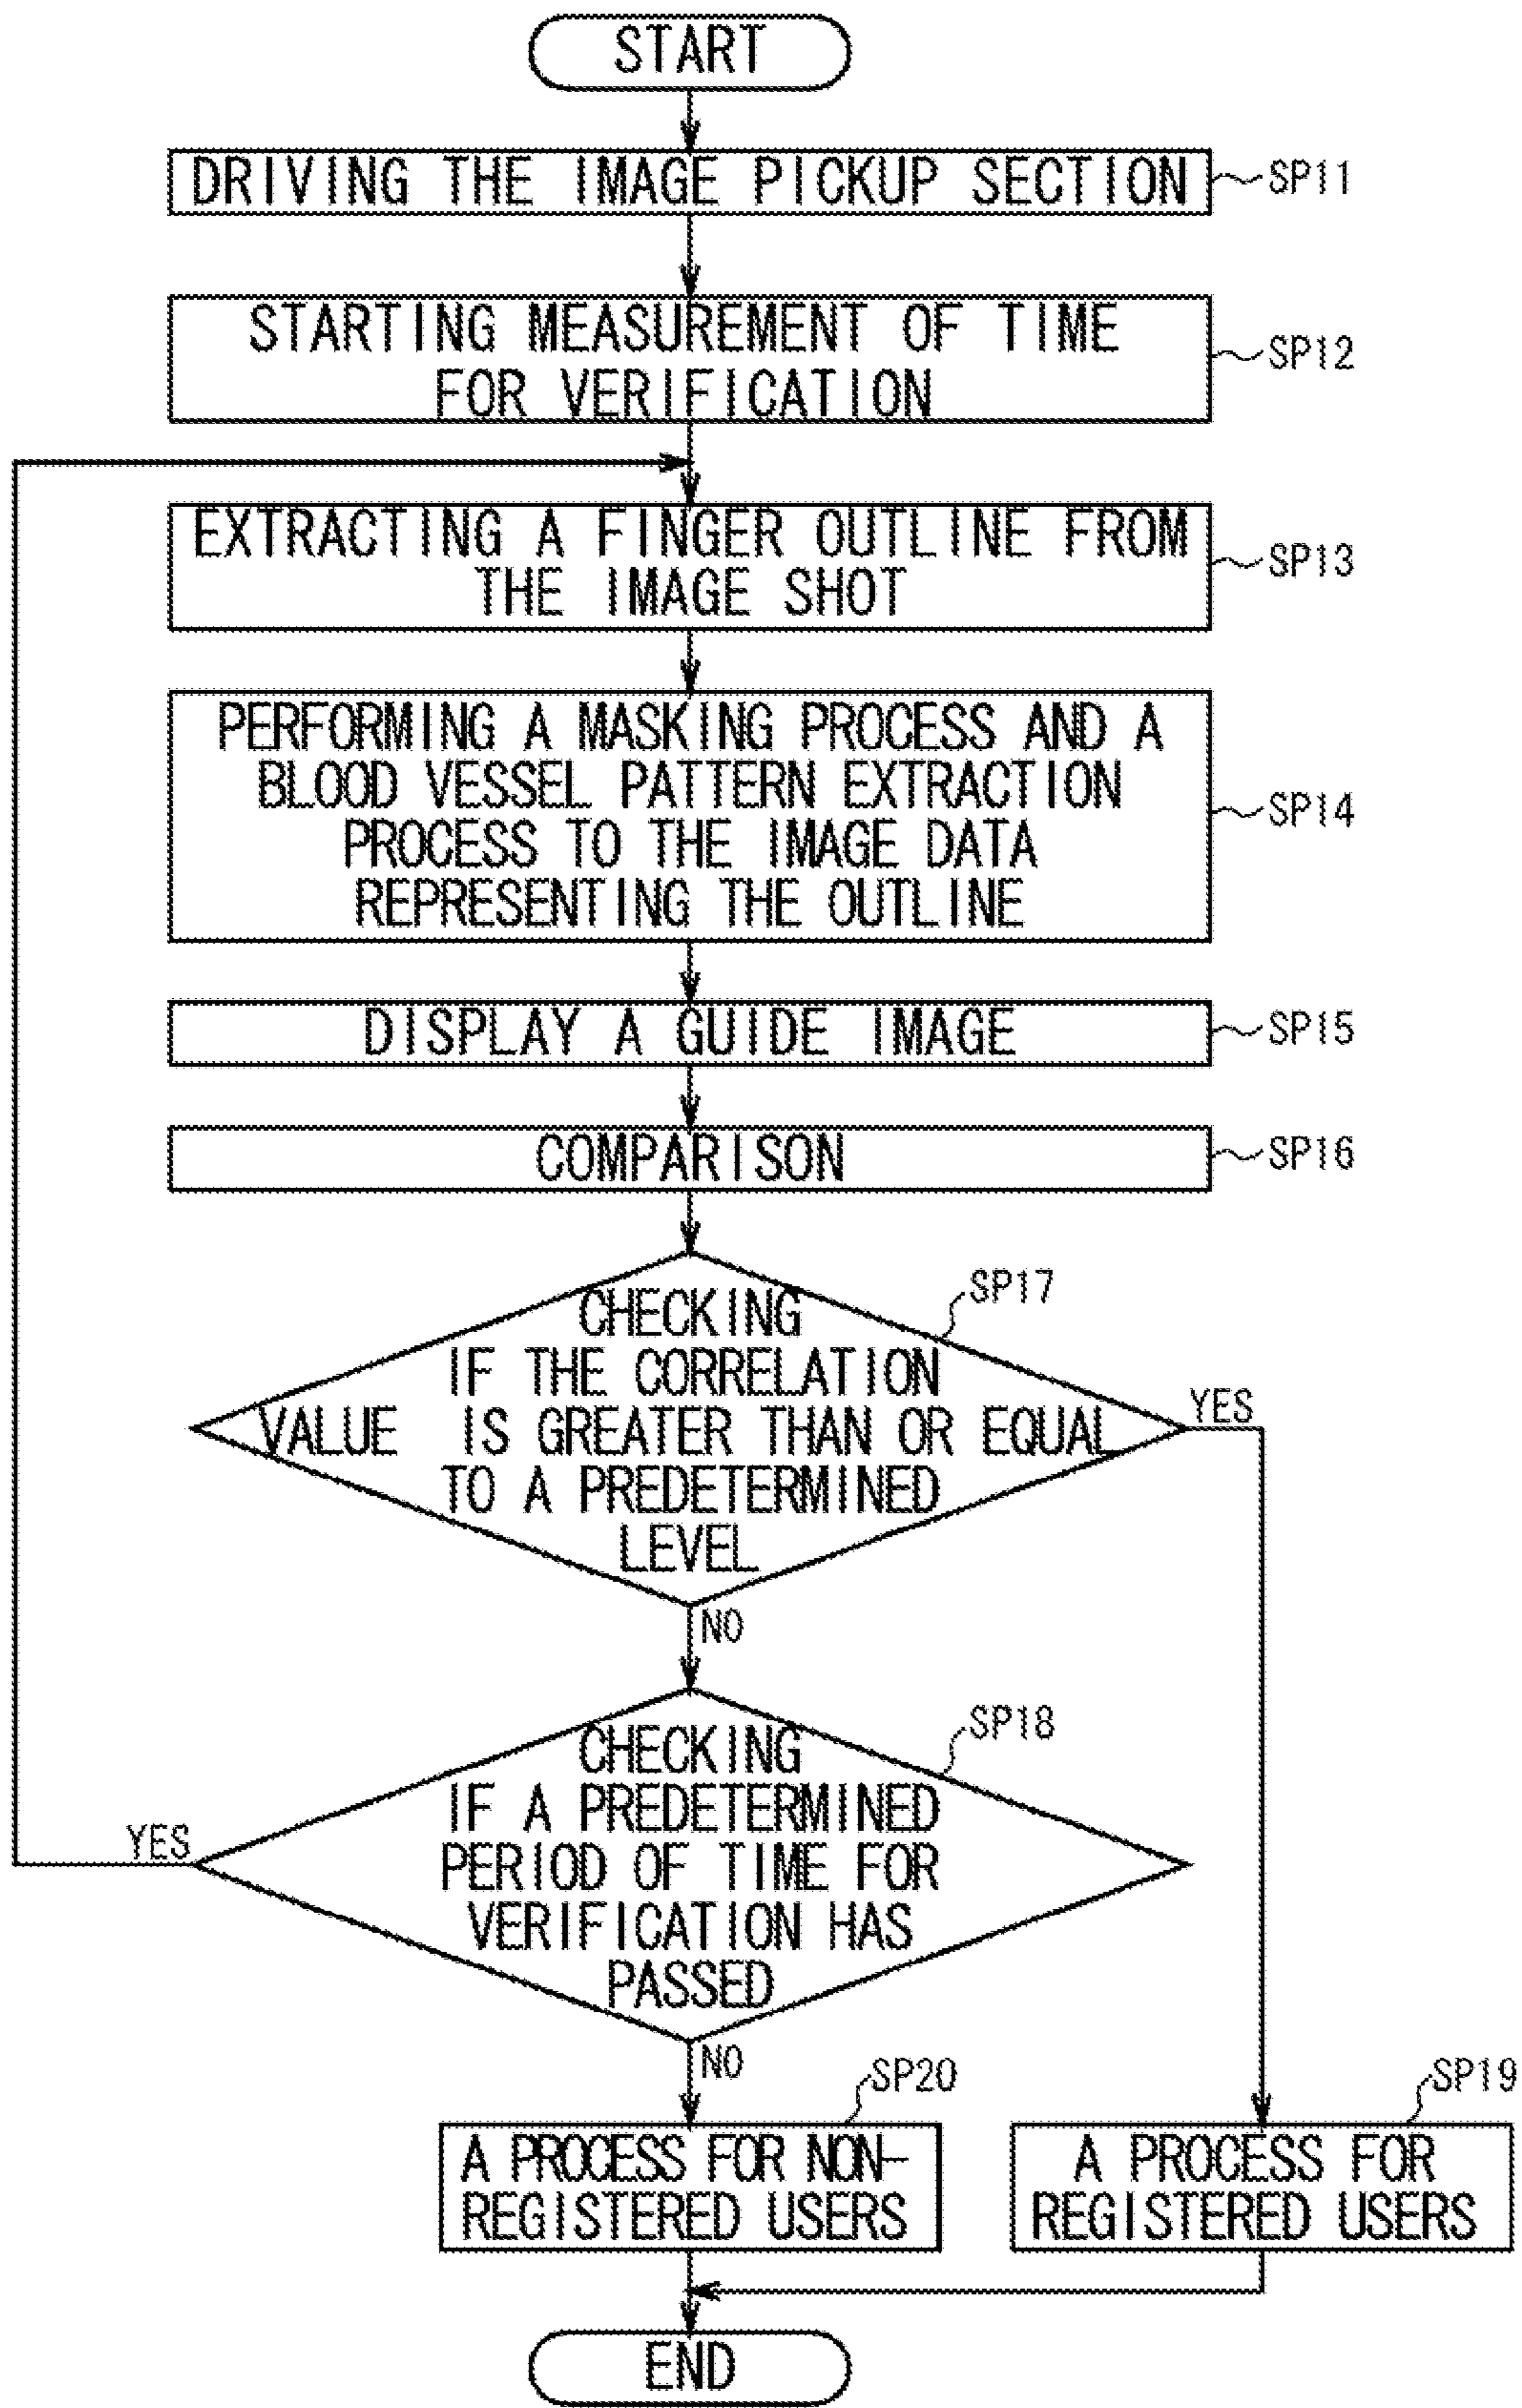 START
DRIVING THE IMAGE PICKUP SECTION
SP11
STARTING MEASUREMENT OF TIME
FOR VERIFICATION
SP12
EXTRACTING A FINGER OUTLINE FROM
THE IMAGE SHOT
SP13
PERFORMING A MASKING PROCESS AND A
BLOOD VESSEL PATTERN EXTRACTION
PROCESS TO THE IMAGE DATA
REPRESENTING THE OUTLINE
SP14
DISPLAY A GUIDE IMAGE
SP15
COMPARISON
SP16
SP17
CHECKING
IF THE CORRELATION
VALUE IS GREATER THAN OR EQUAL
TO A PREDETERMINED
LEVEL
YES
NO
SP18
CHECKING
IF A PREDETERMINED
PERIOD OF TIME FOR
VERIFICATION HAS
PASSED
YES
NO
SP20
A PROCESS FOR NON-
REGISTERED USERS
SP19
A PROCESS FOR
REGISTERED USERS
END